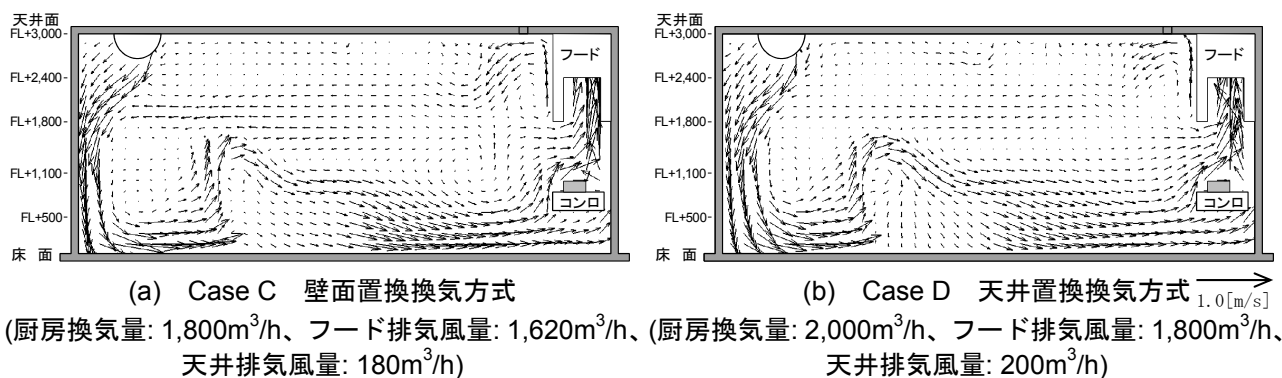 天井面
FL+3,000
FL+2,400
FL+1,800
FL+1,100
FL+500
床 面
フード
コンロ
(a) Case C 壁面置換換気方式
(厨房換気量: 1,800m³/h、フード排気風量: 1,620m³/h、
天井排気風量: 180m³/h)
天井面
FL+3,000
FL+2,400
FL+1,800
FL+1,100
FL+500
床 面
フード
コンロ
(b) Case D 天井置換換気方式
1.0[m/s]
(厨房換気量: 2,000m³/h、フード排気風量: 1,800m³/h、
天井排気風量: 200m³/h)